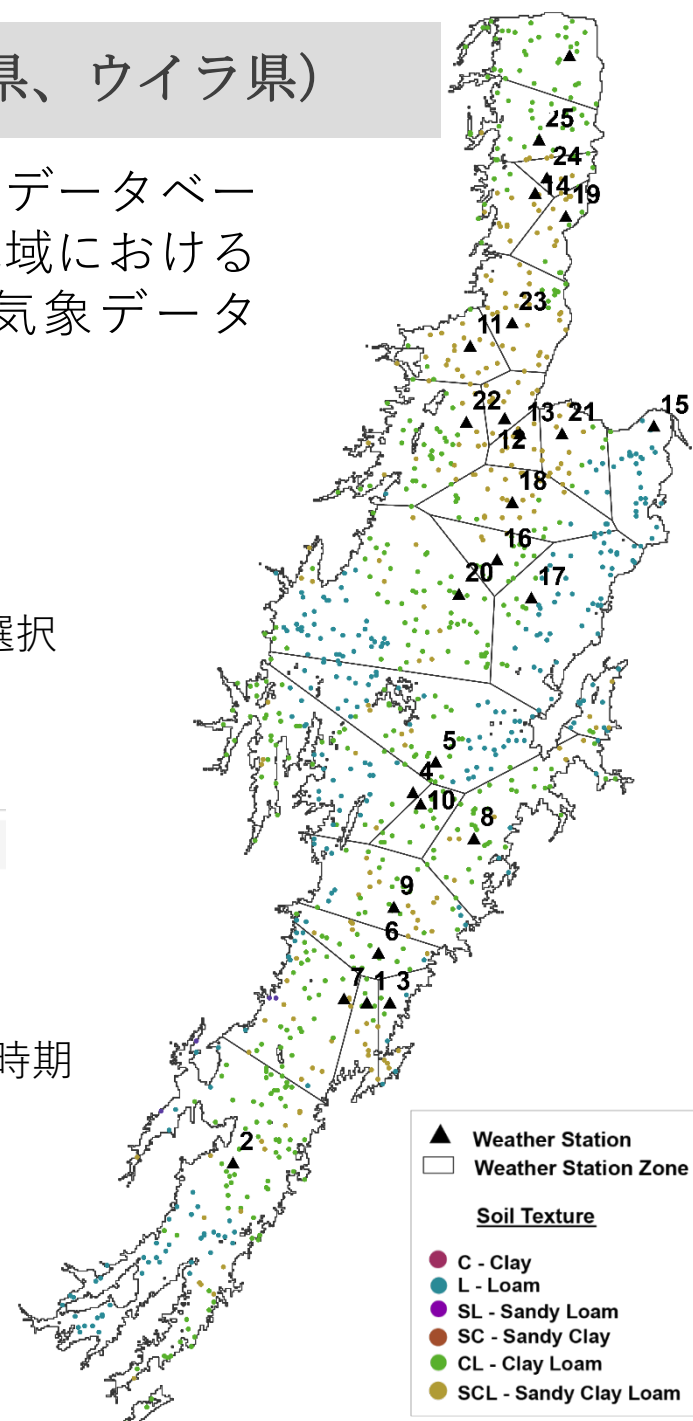 県、ウイラ県）
データベー
域における
気象データ
選択
時期
25
24
14
19
23
11
22
13
21
15
12
18
16
20
17
5
4
10
8
9
6
7
1
3
2
Weather Station
Weather Station Zone
Soil Texture
C - Clay
L - Loam
SL - Sandy Loam
SC - Sandy Clay
CL - Clay Loam
SCL - Sandy Clay Loam